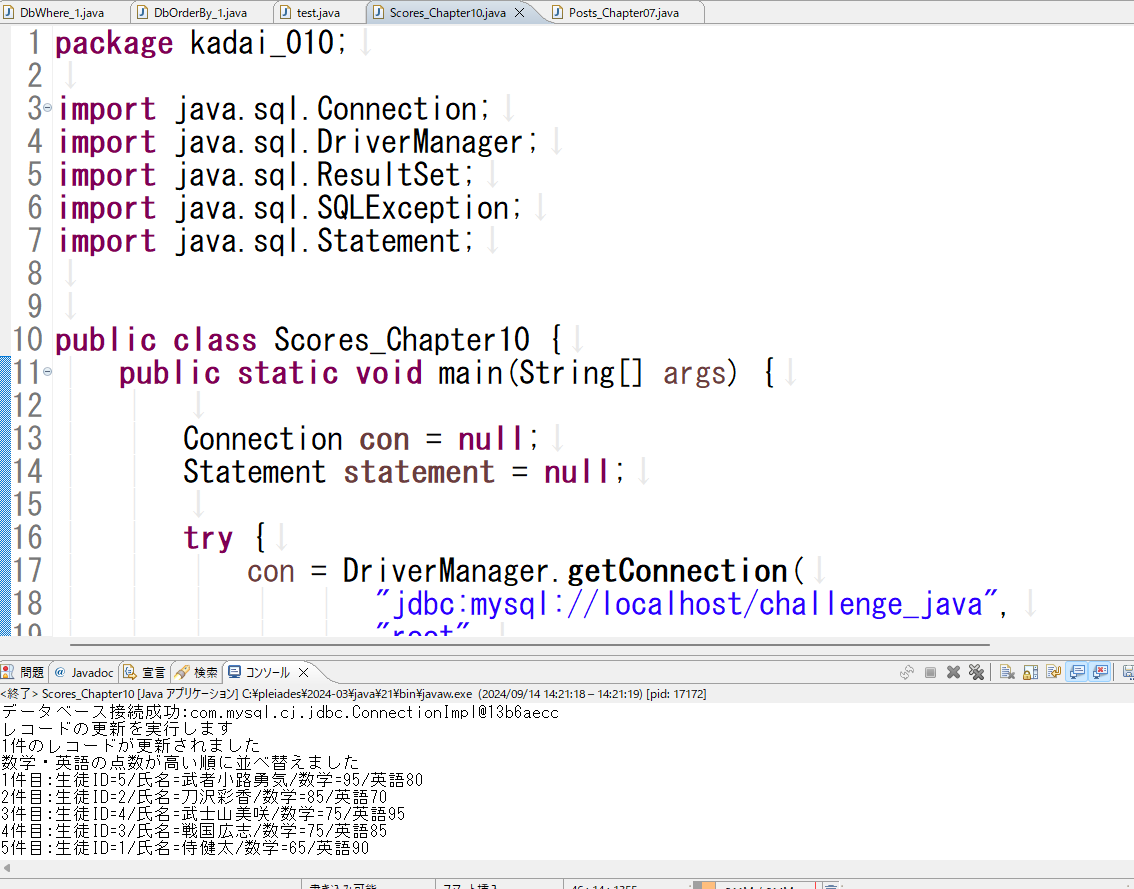 DbWhere_1.java DbOrderBy_1.java test.java Scores_Chapter10.java Posts_Chapter07.java
1 package kadai_010;
2
3 import java.sql.Connection;
4 import java.sql.DriverManager;
5 import java.sql.ResultSet;
6 import java.sql.SQLException;
7 import java.sql.Statement;
8
9
10 public class Scores_Chapter10 {
11 public static void main(String[] args) {
12
13 Connection con = null;
14 Statement statement = null;
15
16 try {
17 con = DriverManager.getConnection(
18 "jdbc:mysql://localhost/challenge_java",
19 "root"
問題 @ Javadoc 宣言 検索 コンソール
<終了> Scores_Chapter10 [Java アプリケーション] C:¥pleiades¥2024-03¥java¥21¥bin¥javaw.exe (2024/09/14 14:21:18 – 14:21:19) [pid: 17172]
データベース接続成功:com.mysql.cj.jdbc.ConnectionImpl@13b6aecc
レコードの更新を実行します
1件のレコードが更新されました
数学・英語の点数が高い順に並べ替えました
1件目:生徒ID=5/氏名=武者小路勇気/数学=95/英語80
2件目:生徒ID=2/氏名=刀沢彩香/数学=85/英語70
3件目:生徒ID=4/氏名=武士山美咲/数学=75/英語95
4件目:生徒ID=3/氏名=戦国広志/数学=75/英語85
5件目:生徒ID=1/氏名=侍健太/数学=65/英語90